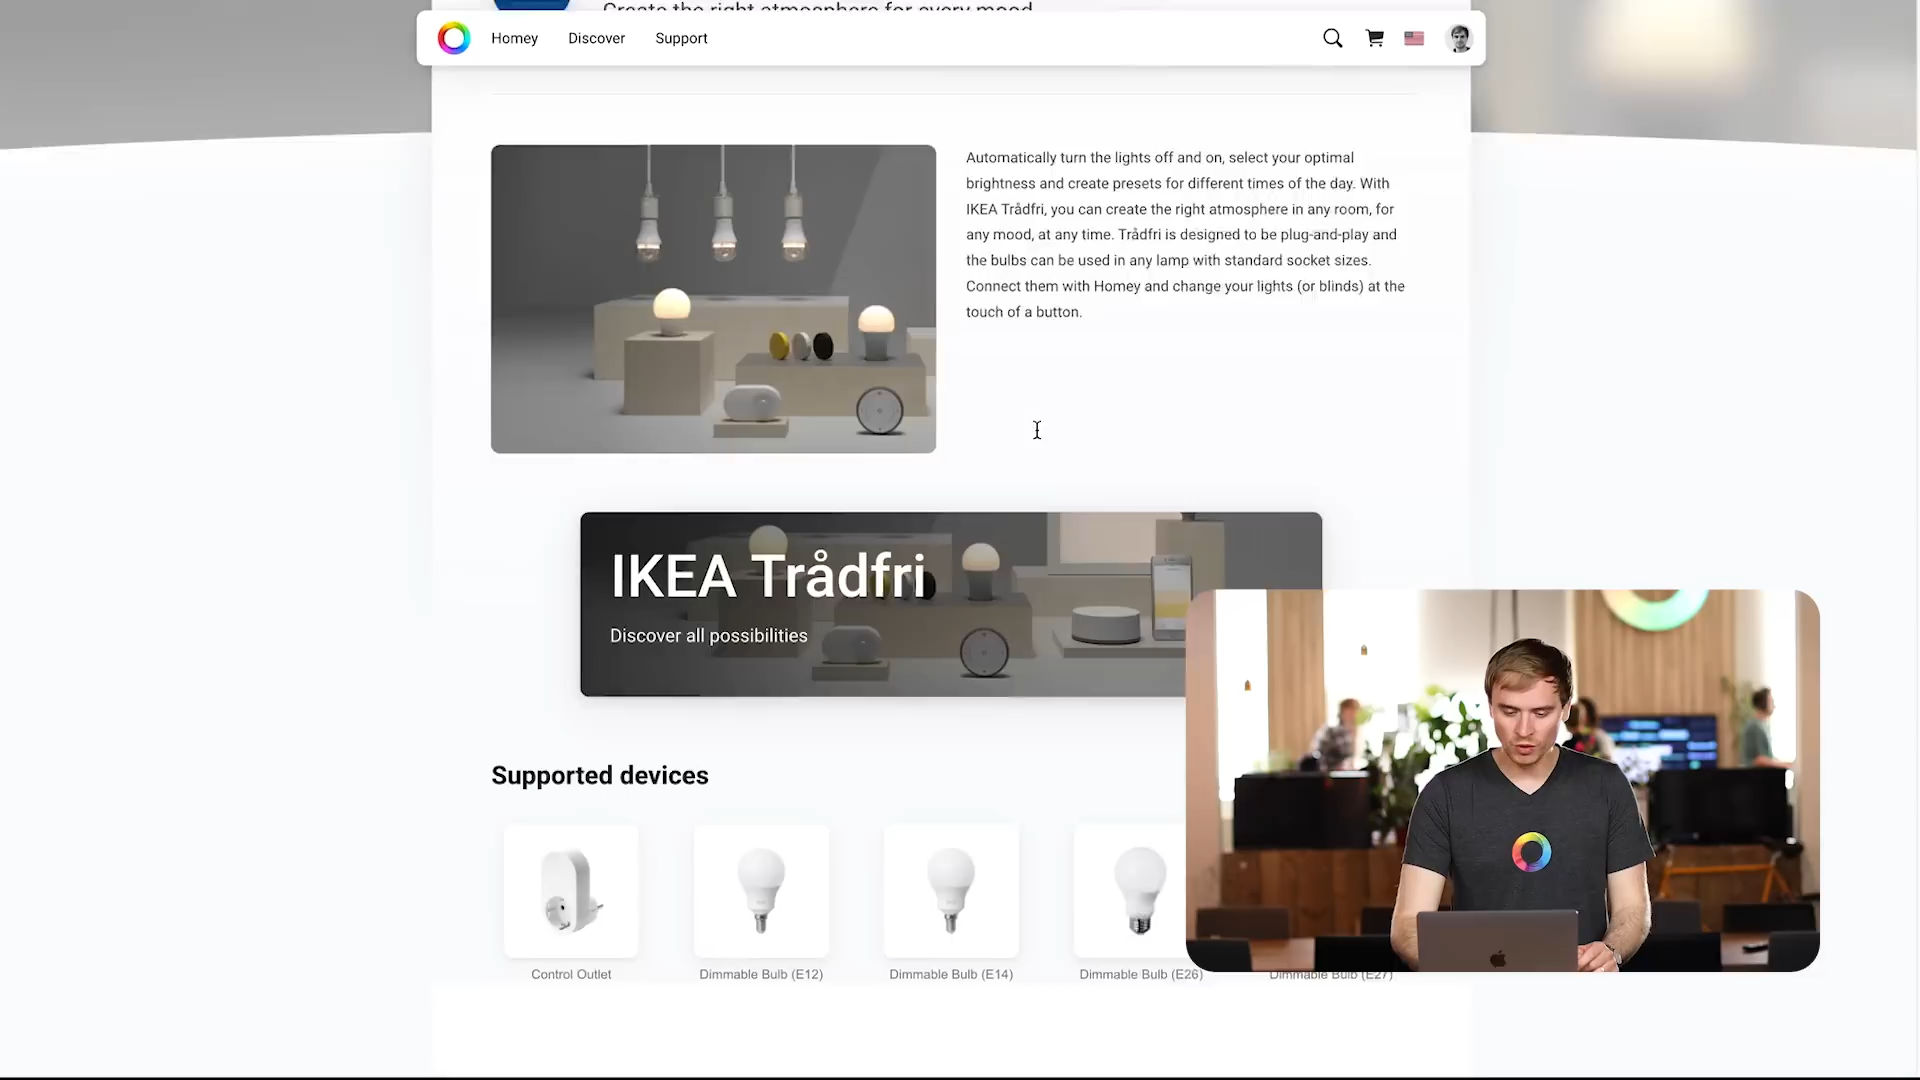 Create the right atmosphere for every mood
Homey Discover Support
Automatically turn the lights off and on, select your optimal
brightness and create presets for different times of the day. With
IKEA Trådfri, you can create the right atmosphere in any room, for
any mood, at any time. Trådfri is designed to be plug-and-play and
the bulbs can be used in any lamp with standard socket sizes.
Connect them with Homey and change your lights (or blinds) at the
touch of a button.
IKEA Trådfri
Discover all possibilities
Supported devices
Control Outlet
Dimmable Bulb (E12)
Dimmable Bulb (E14)
Dimmable Bulb (E26)
Dimmable Bulb (E27)